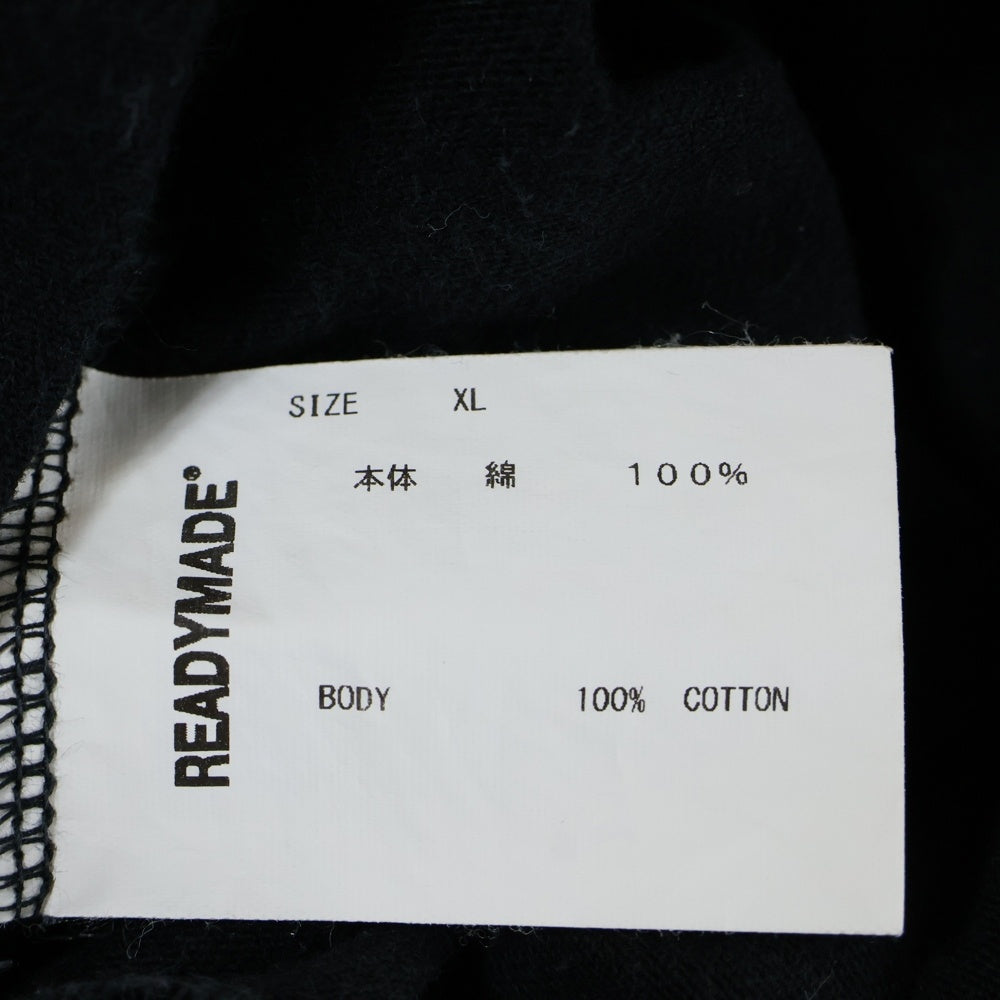 SIZE XL
本体 綿 100%
READYMADE®
BODY 100% COTTON